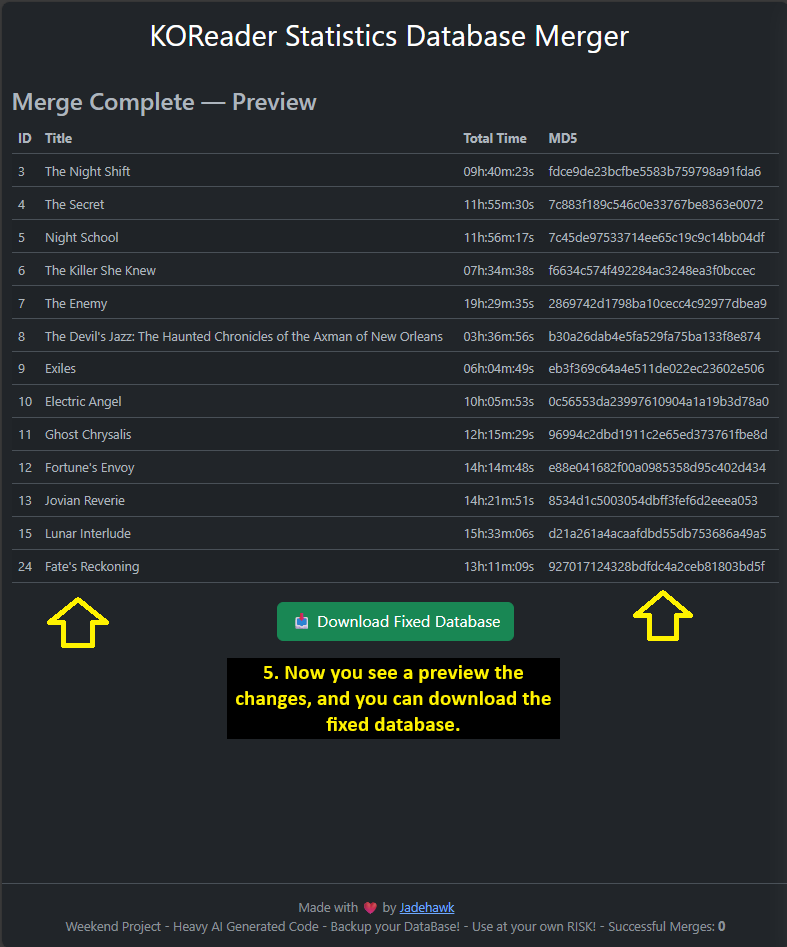 KOReader Statistics Database Merger
Merge Complete — Preview
ID Title Total Time MD5
3 The Night Shift 09h:40m:23s fdce9de23bcfbe5583b759798a91fda6
4 The Secret 11h:55m:30s 7c883f189c546c0e33767be8363e0072
5 Night School 11h:56m:17s 7c45de97533714ee65c19c9c14bb04df
6 The Killer She Knew 07h:34m:38s f6634c574f492284ac3248ea3f0bccec
7 The Enemy 19h:29m:35s 2869742d1798ba10cecc4c92977dbea9
8 The Devil's Jazz: The Haunted Chronicles of the Axman of New Orleans 03h:36m:56s b30a26dab4e5fa529fa75ba133f8e874
9 Exiles 06h:04m:49s eb3f369c64a4e511de022ec23602e506
10 Electric Angel 10h:05m:53s 0c56553da23997610904a1a19b3d78a0
11 Ghost Chrysalis 12h:15m:29s 96994c2dbd1911c2e65ed373761fbe8d
12 Fortune's Envoy 14h:14m:48s e88e041682f00a0985358d95c402d434
13 Jovian Reverie 14h:21m:51s 8534d1c5003054dbff3fef6d2eeea053
15 Lunar Interlude 15h:33m:06s d21a261a4acaafdbd55db753686a49a5
24 Fate's Reckoning 13h:11m:09s 927017124328bdfdc4a2ceb81803bd5f
Download Fixed Database
5. Now you see a preview the
changes, and you can download the
fixed database.
Made with ❤ by Jadehawk
Weekend Project - Heavy AI Generated Code - Backup your DataBase! - Use at your own RISK! - Successful Merges: 0